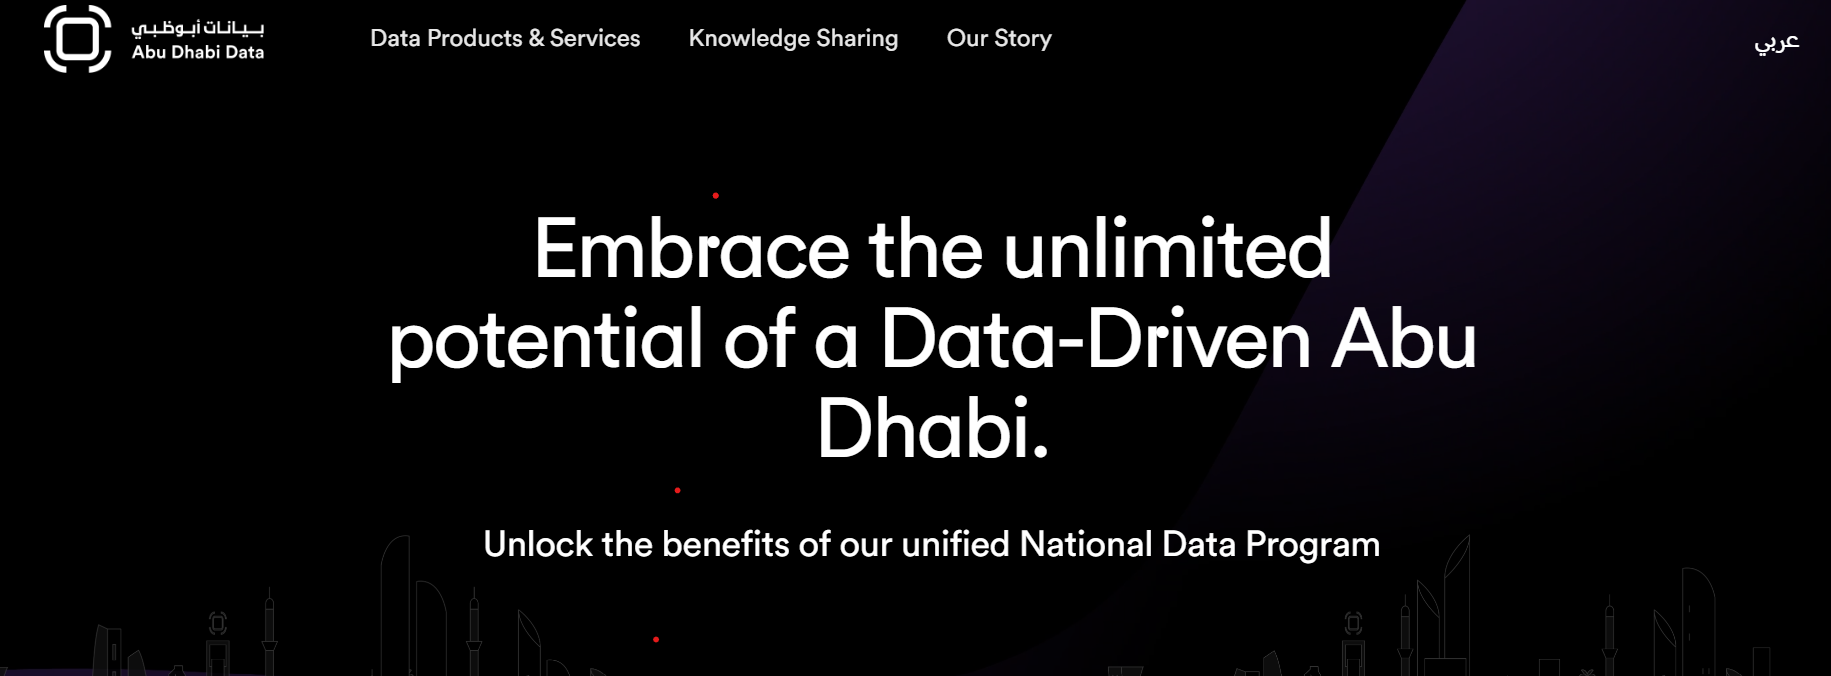 بيانات أبوظبي
Abu Dhabi Data
Data Products & Services
Knowledge Sharing
Our Story
عربي
Embrace the unlimited
potential of a Data-Driven Abu
Dhabi.
Unlock the benefits of our unified National Data Program